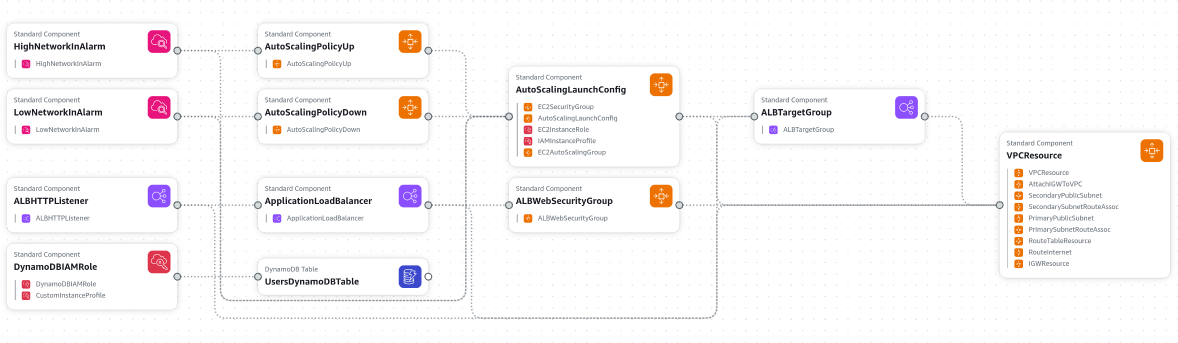 Standard Component
HighNetworkInAlarm
HighNetworkInAlarm
Standard Component
LowNetworkInAlarm
LowNetworkInAlarm
Standard Component
ALBHTTPListener
ALBHTTPListener
Standard Component
DynamoDBIAMRole
DynamoDBIAMRole
CustomInstanceProfile
Standard Component
AutoScalingPolicyUp
AutoScalingPolicyUp
Standard Component
AutoScalingPolicyDown
AutoScalingPolicyDown
Standard Component
ApplicationLoadBalancer
ApplicationLoadBalancer
DynamoDB Table
UsersDynamoDBTable
Standard Component
AutoScalingLaunchConfig
EC2SecurityGroup
AutoScalingLaunchConfig
EC2InstanceRole
IAMInstanceProfile
EC2AutoScalingGroup
Standard Component
ALBWebSecurityGroup
ALBWebSecurityGroup
Standard Component
ALBTargetGroup
ALBTargetGroup
Standard Component
VPCResource
VPCResource
AttachIGWToVPC
SecondaryPublicSubnet
SecondarySubnetRouteAssoc
PrimaryPublicSubnet
PrimarySubnetRouteAssoc
RouteTableResource
RouteInternet
IGWResource